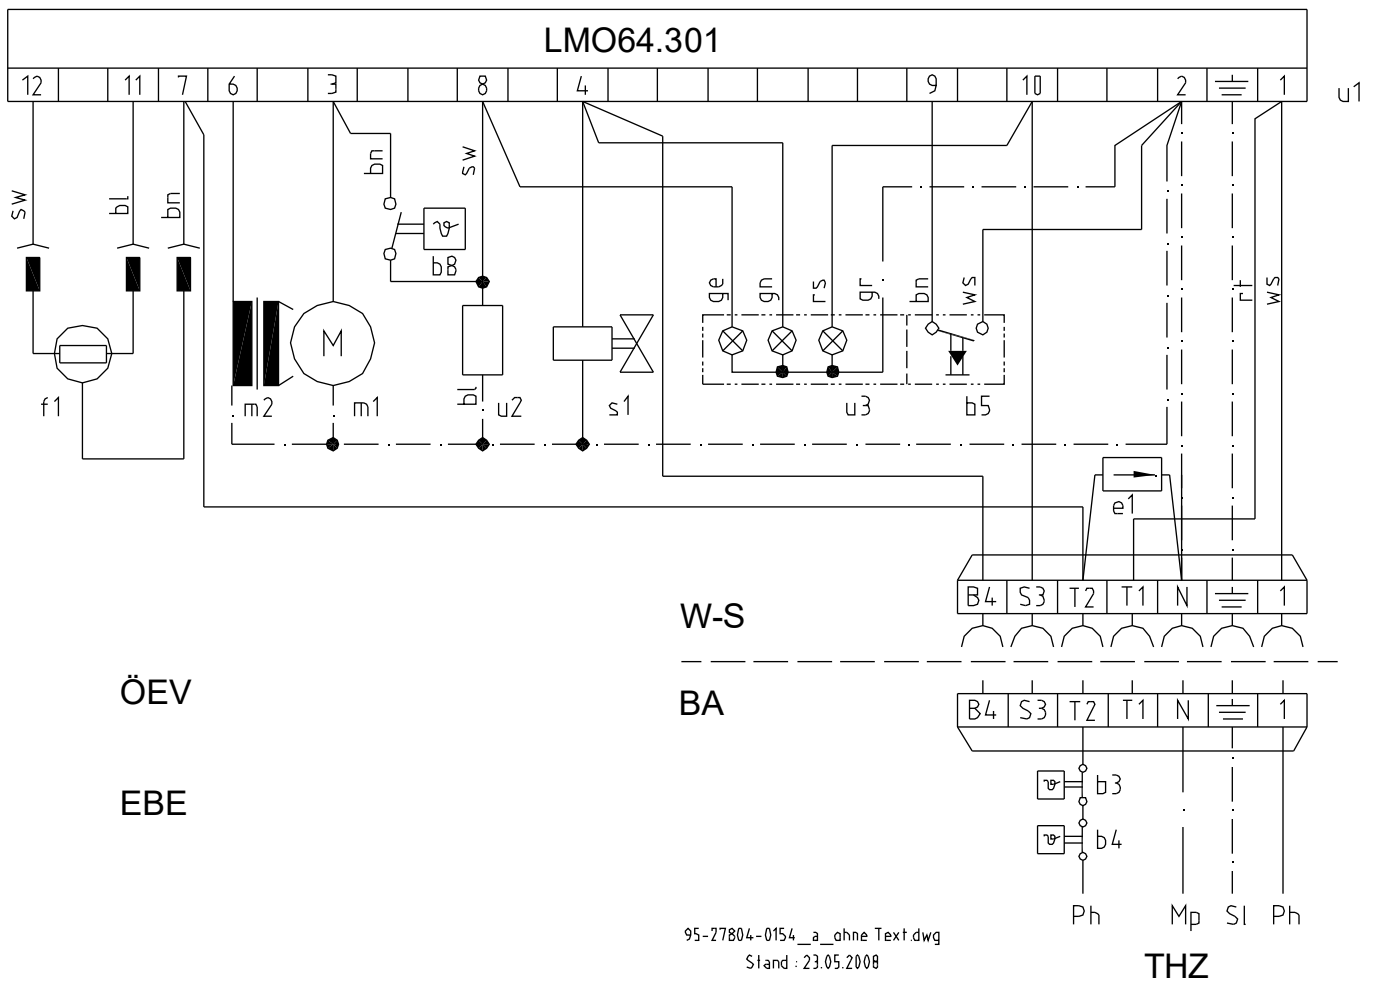 LMO64.301
12 11 7 6 3 8 4 9 10 2 1
u1
sw bl bn bn sw ge gn rs gr bn ws rt ws
ϑ
b8
M
f1 m2 m1 bl u2 s1 u3 b5
e1
B4 S3 T2 T1 N 1
W-S
BA
ÖEV
B4 S3 T2 T1 N 1
EBE
ϑ b3
ϑ b4
Ph Mp Sl Ph
95-27804-0154_a_ohne Text.dwg
Stand : 23.05.2008
THZ